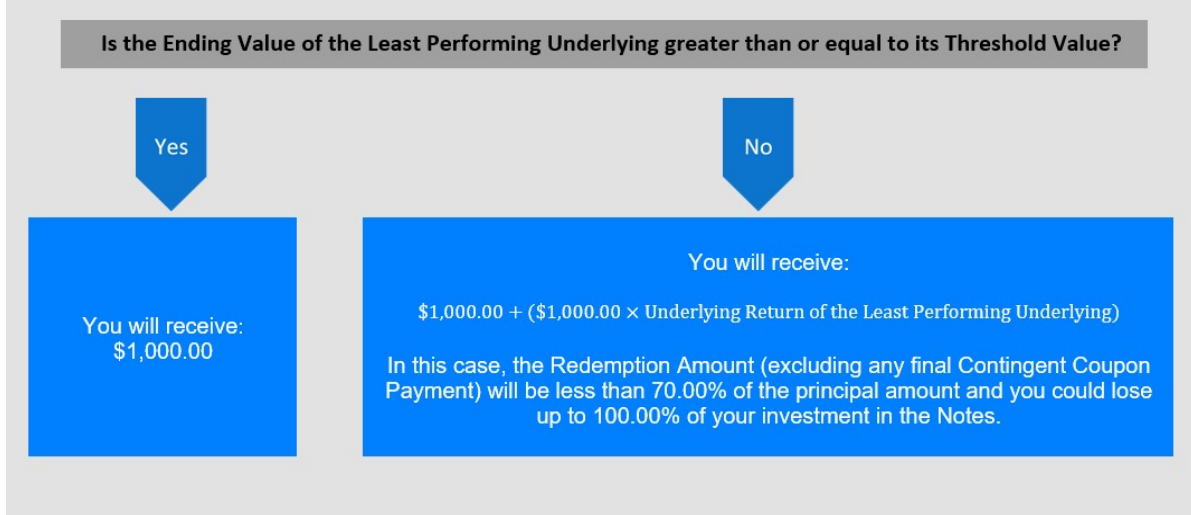 Is the Ending Value of the Least Performing Underlying greater than or equal to its Threshold Value?
Yes
No
You will receive:
$1,000.00
You will receive:
$1,000.00 + ($1,000.00 × Underlying Return of the Least Performing Underlying)
In this case, the Redemption Amount (excluding any final Contingent Coupon
Payment) will be less than 70.00% of the principal amount and you could lose
up to 100.00% of your investment in the Notes.